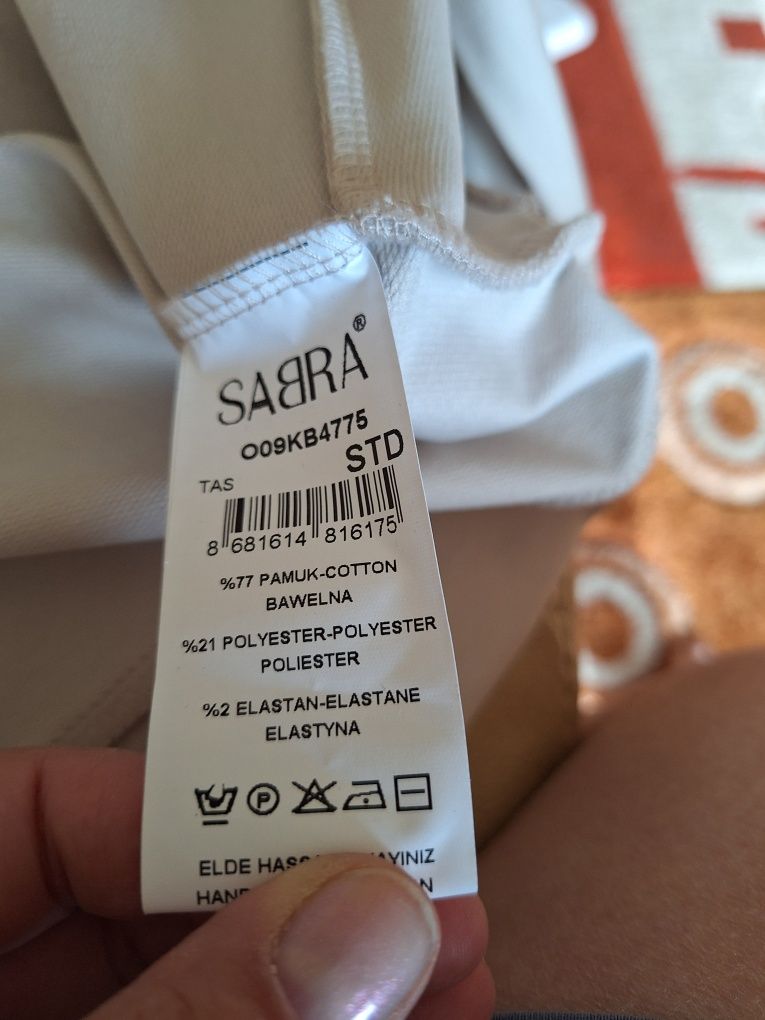 SABRA®
O09KB4775
STD
TAS
8 681614 816175
%77 PAMUK-COTTON
BAWELNA
%21 POLYESTER-POLYESTER
POLIESTER
%2 ELASTAN-ELASTANE
ELASTYNA
P
ELDE